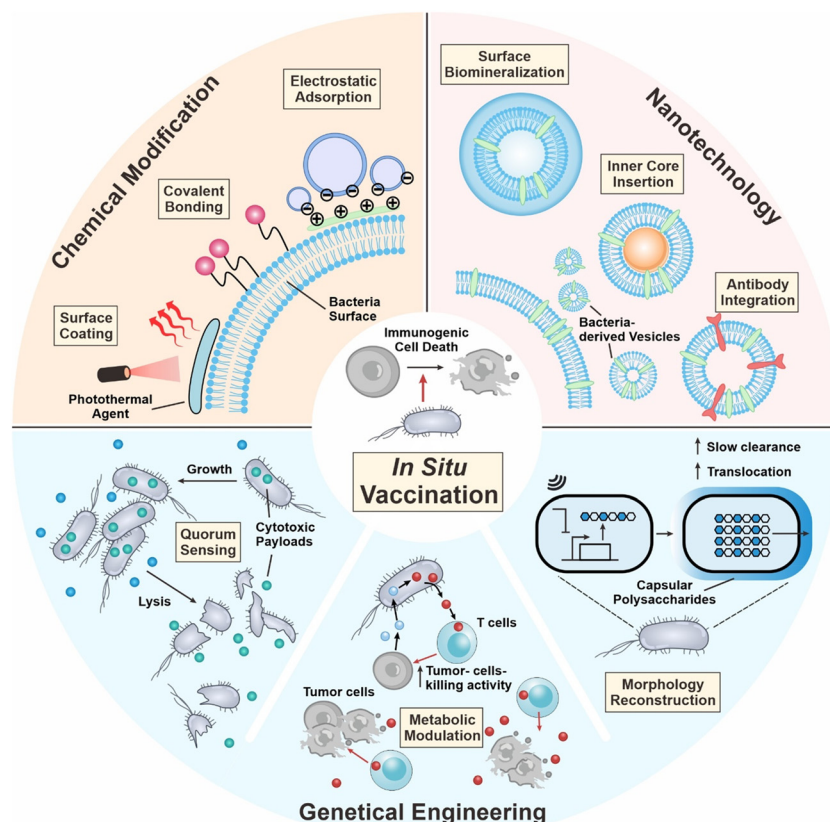 Chemical Modification
Electrostatic
Adsorption
Covalent
Bonding
Surface
Coating
Photothermal
Agent
Bacteria
Surface
Nanotechnology
Surface
Biomineralization
Inner Core
Insertion
Antibody
Integration
Bacteria-
derived Vesicles
Immunogenic
Cell Death
In Situ
Vaccination
Growth
Quorum
Sensing
Cytotoxic
Payloads
Lysis
T cells
↑ Tumor- cells-
killing activity
Tumor cells
Metabolic
Modulation
↑ Slow clearance
↑ Translocation
Capsular
Polysaccharides
Morphology
Reconstruction
Genetical Engineering